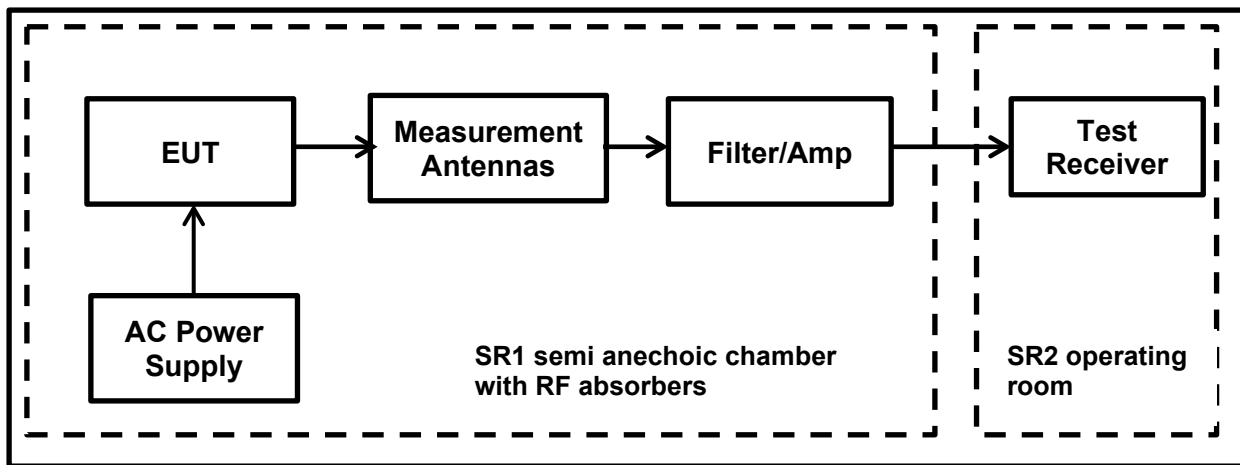 EUT
Measurement
Antennas
Filter/Amp
Test
Receiver
AC Power
Supply
SR1 semi anechoic chamber
with RF absorbers
SR2 operating
room